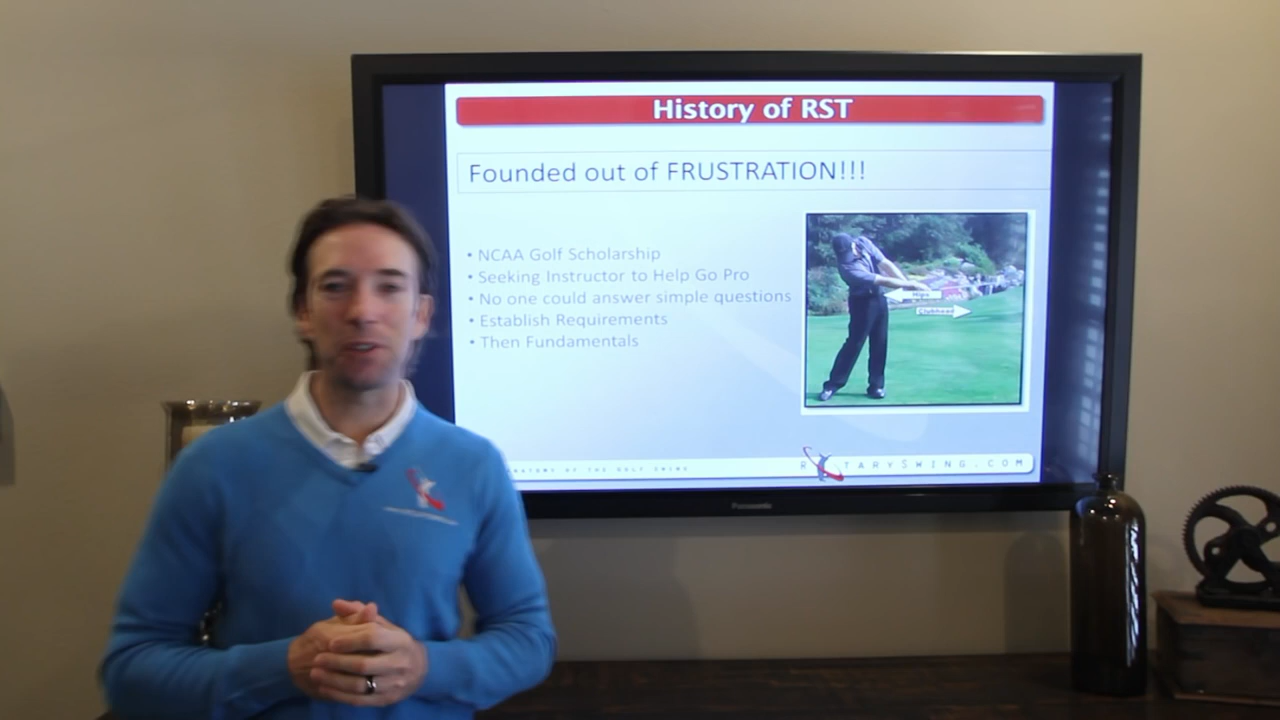 History of RST
Founded out of FRUSTRATION!!!
• NCAA Golf Scholarship
• Seeking Instructor to Help Go Pro
• No one could answer simple questions
• Establish Requirements
• Then Fundamentals
Hips
Clubhead
OF THE GOLF SWING
ROTARYSWING.COM
Panasonic